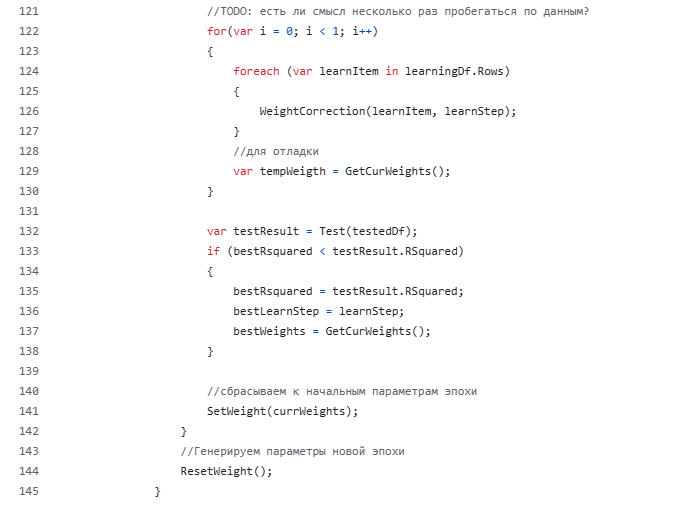 121 //TODO: есть ли смысл несколько раз пробегаться по данным?
122 for(var i = 0; i < 1; i++)
123 {
124 foreach (var learnItem in learningDf.Rows)
125 {
126 WeightCorrection(learnItem, learnStep);
127 }
128 //для отладки
129 var tempWeigth = GetCurWeights();
130 }
131
132 var testResult = Test(testedDf);
133 if (bestRsquared < testResult.RSquared)
134 {
135 bestRsquared = testResult.RSquared;
136 bestLearnStep = learnStep;
137 bestWeights = GetCurWeights();
138 }
139
140 //сбрасываем к начальным параметрам эпохи
141 SetWeight(currWeights);
142 }
143 //Генерируем параметры новой эпохи
144 ResetWeight();
145 }